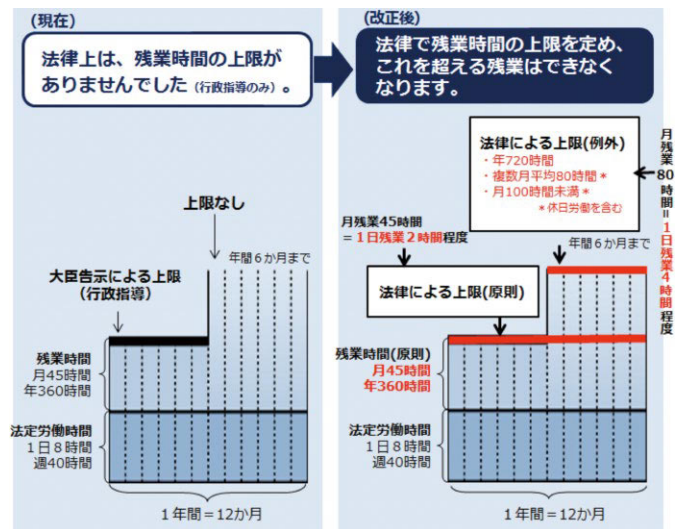 (現在)
法律上は、残業時間の上限が
ありませんでした(行政指導のみ)。
上限なし
年間6か月まで
大臣告示による上限
(行政指導)
残業時間
月45時間
年360時間
法定労働時間
1日8時間
週40時間
1年間=12か月
(改正後)
法律で残業時間の上限を定め、
これを超える残業はできなく
なります。
法律による上限(例外)
・年720時間
・複数月平均80時間*
・月100時間未満*
*休日労働を含む
月残業80時間=1日残業4時間程度
月残業45時間
=1日残業2時間程度
年間6か月まで
法律による上限(原則)
残業時間(原則)
月45時間
年360時間
法定労働時間
1日8時間
週40時間
1年間=12か月